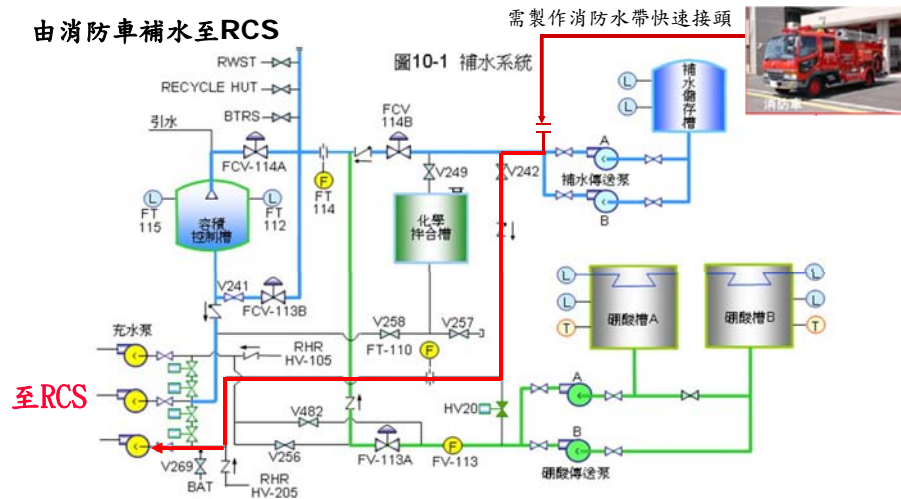 由消防車補水至RCS
需製作消防水帶快速接頭
圖10-1 補水系統
消防車
RWST
RECYCLE HUT
BTRS
引水
FCV-114A
FCV
114B
FT
114
V249
V242
A
補水傳送泵
B
補水儲存槽
L
L
L
FT
115
L
FT
112
容積
控制槽
F
化學
拌合槽
V241
FCV-113B
V258
V257
FT-110
F
充水泵
RHR
HV-105
至RCS
V482
V256
V269
BAT
RHR
HV-205
FV-113A
F
FV-113
HV20
A
B
硼酸傳送泵
硼酸槽A
硼酸槽B
L
L
T
L
L
T